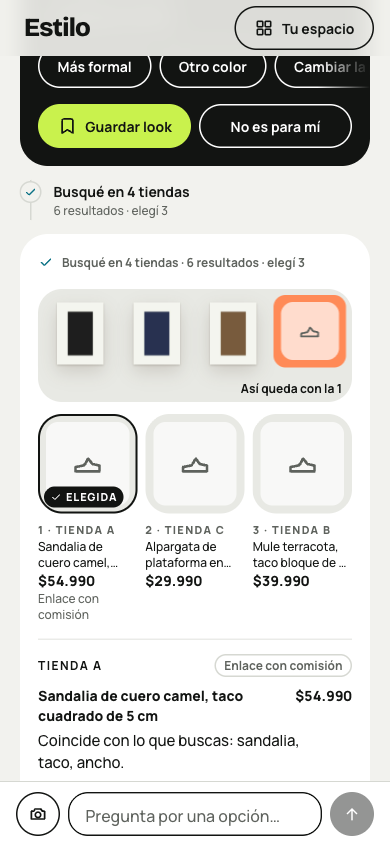 Estilo
Tu espacio
Más formal
Otro color
Cambiar la
Guardar look
No es para mí
Busqué en 4 tiendas
6 resultados · elegí 3
Busqué en 4 tiendas · 6 resultados · elegí 3
Así queda con la 1
ELEGIDA
1 · TIENDA A
Sandalia de
cuero camel,…
$54.990
Enlace con
comisión
2 · TIENDA C
Alpargata de
plataforma en…
$29.990
3 · TIENDA B
Mule terracota,
taco bloque de …
$39.990
TIENDA A
Enlace con comisión
Sandalia de cuero camel, taco
cuadrado de 5 cm
$54.990
Coincide con lo que buscas: sandalia,
taco, ancho.
Pregunta por una opción…